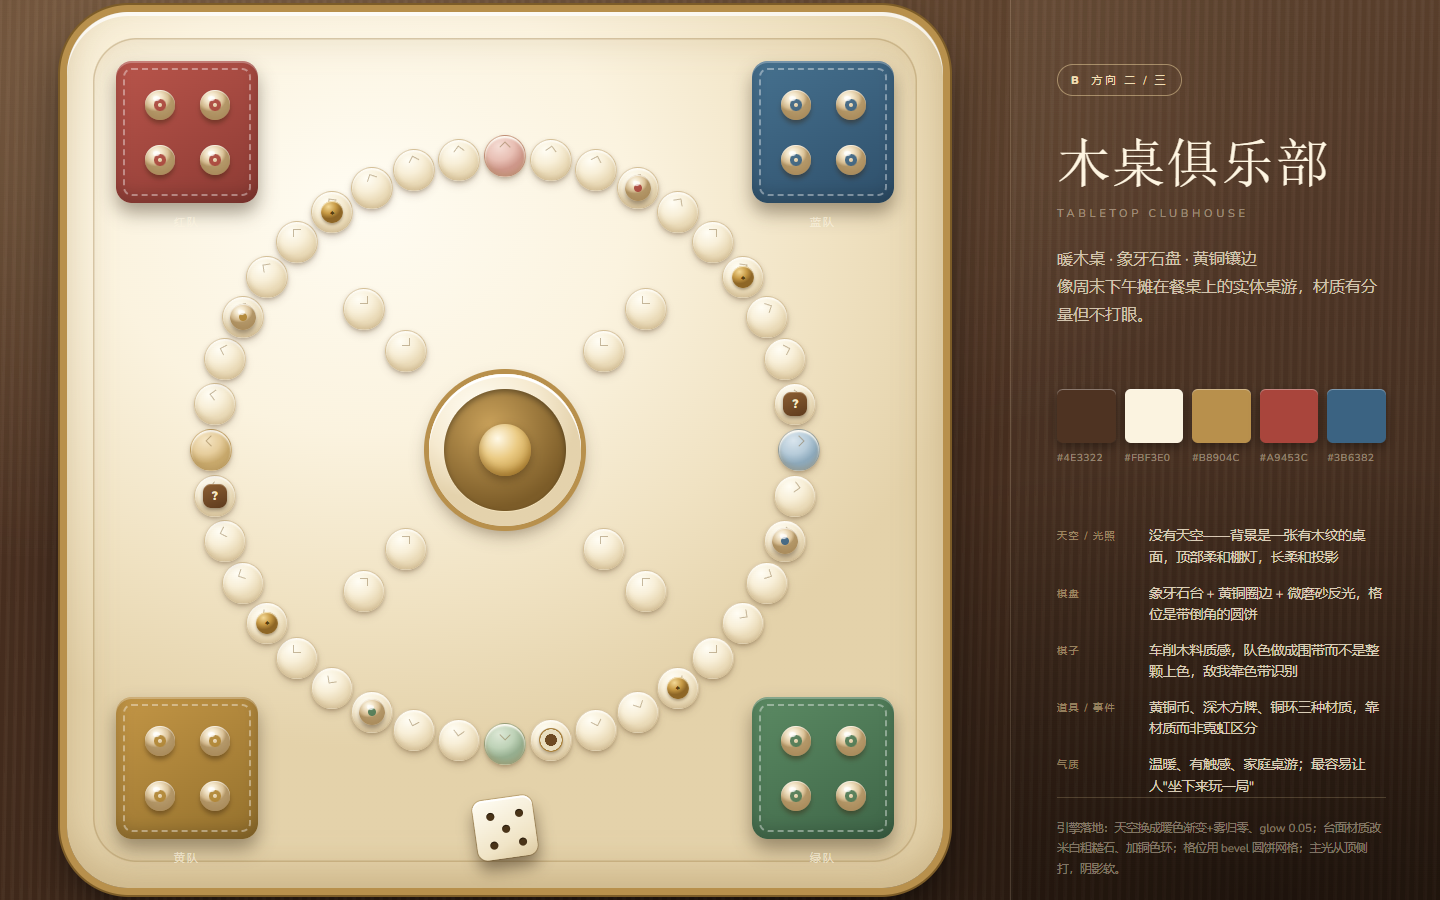 红队
蓝队
?
?
黄队
绿队
B 方向 二 / 三
木桌俱乐部
TABLETOP CLUBHOUSE
暖木桌 · 象牙石盘 · 黄铜镶边
像周末下午摊在餐桌上的实体桌游，材质有分
量但不打眼。
#4E3322 #FBF3E0 #B8904C #A9453C #3B6382
天空 / 光照 没有天空——背景是一张有木纹的桌
面，顶部柔和棚灯，长柔和投影
棋盘 象牙石台 + 黄铜圈边 + 微磨砂反光，格
位是带倒角的圆饼
棋子 车削木料质感，队色做成围带而不是整
颗上色，敌我靠色带识别
道具 / 事件 黄铜币、深木方牌、铜环三种材质，靠
材质而非霓虹区分
气质 温暖、有触感、家庭桌游；最容易让
人"坐下来玩一局"
引擎落地：天空换成暖色渐变+雾归零、glow 0.05；台面材质改
米白粗糙石、加铜色环；格位用 bevel 圆饼网格；主光从顶侧
打，阴影软。